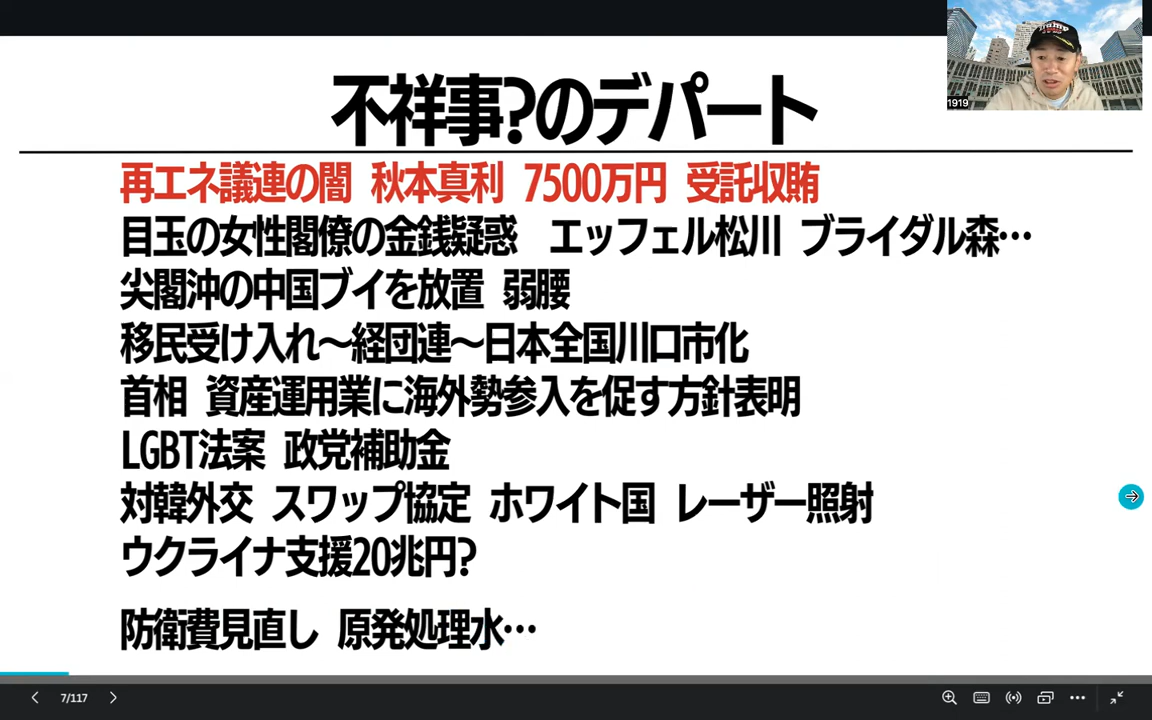 不祥事?のデパート
1919
再エネ議連の闇 秋本真利 7500万円 受託収賄
目玉の女性閣僚の金銭疑惑 エッフェル松川 ブライダル森…
尖閣沖の中国ブイを放置 弱腰
移民受け入れ〜経団連〜日本全国川口市化
首相 資産運用業に海外勢参入を促す方針表明
LGBT法案 政党補助金
対韓外交 スワップ協定 ホワイト国 レーザー照射
ウクライナ支援20兆円?
防衛費見直し 原発処理水…
7/117